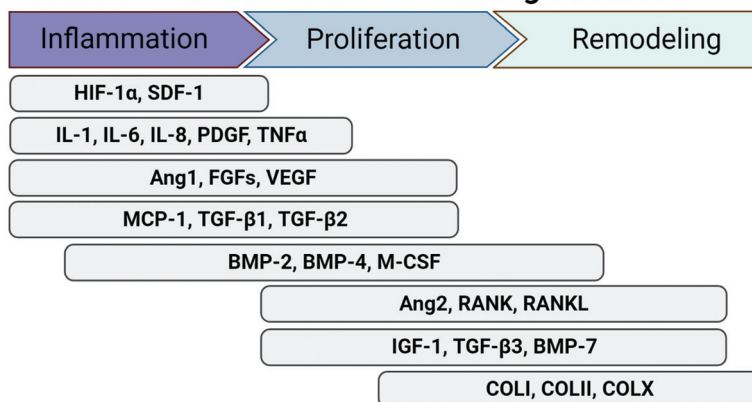 Inflammation
Proliferation
Remodeling
HIF-1α, SDF-1
IL-1, IL-6, IL-8, PDGF, TNFα
Ang1, FGFs, VEGF
MCP-1, TGF-β1, TGF-β2
BMP-2, BMP-4, M-CSF
Ang2, RANK, RANKL
IGF-1, TGF-β3, BMP-7
COLI, COLII, COLX